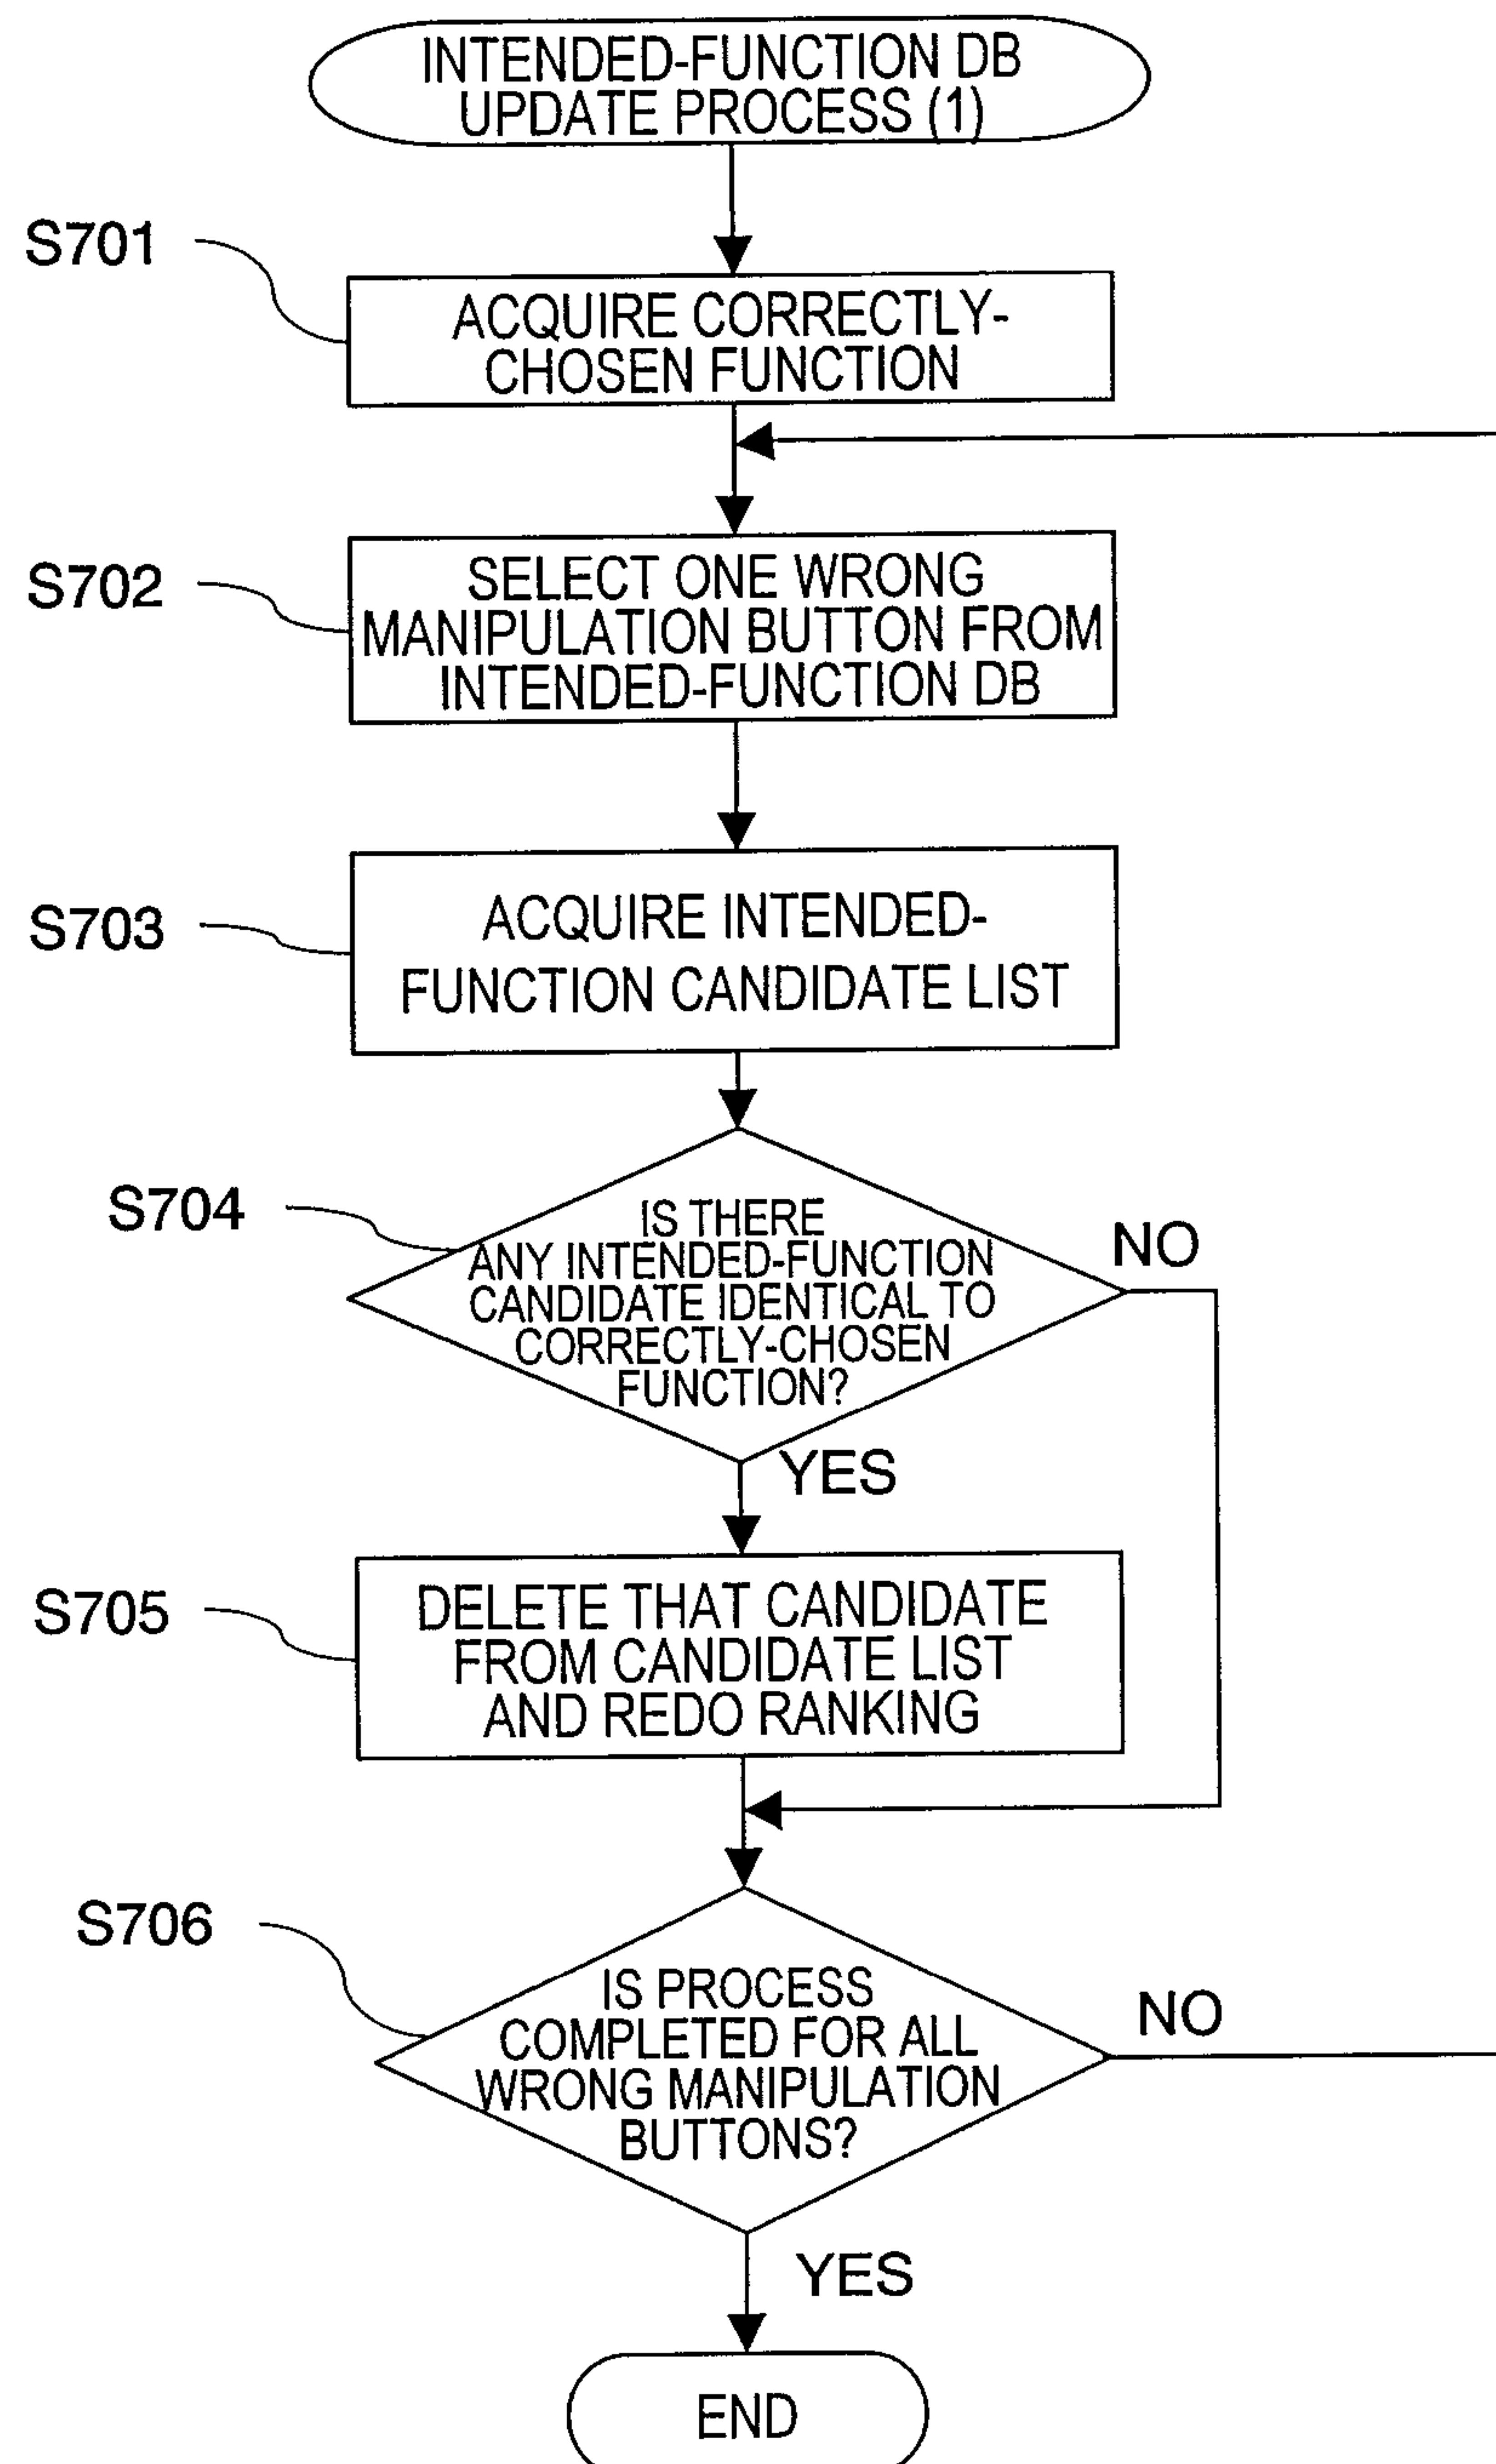 INTENDED-FUNCTION DB
UPDATE PROCESS (1)
S701
ACQUIRE CORRECTLY-
CHOSEN FUNCTION
S702
SELECT ONE WRONG
MANIPULATION BUTTON FROM
INTENDED-FUNCTION DB
S703
ACQUIRE INTENDED-
FUNCTION CANDIDATE LIST
S704
IS THERE
ANY INTENDED-FUNCTION
CANDIDATE IDENTICAL TO
CORRECTLY-CHOSEN
FUNCTION?
NO
YES
S705
DELETE THAT CANDIDATE
FROM CANDIDATE LIST
AND REDO RANKING
S706
IS PROCESS
COMPLETED FOR ALL
WRONG MANIPULATION
BUTTONS?
NO
YES
END